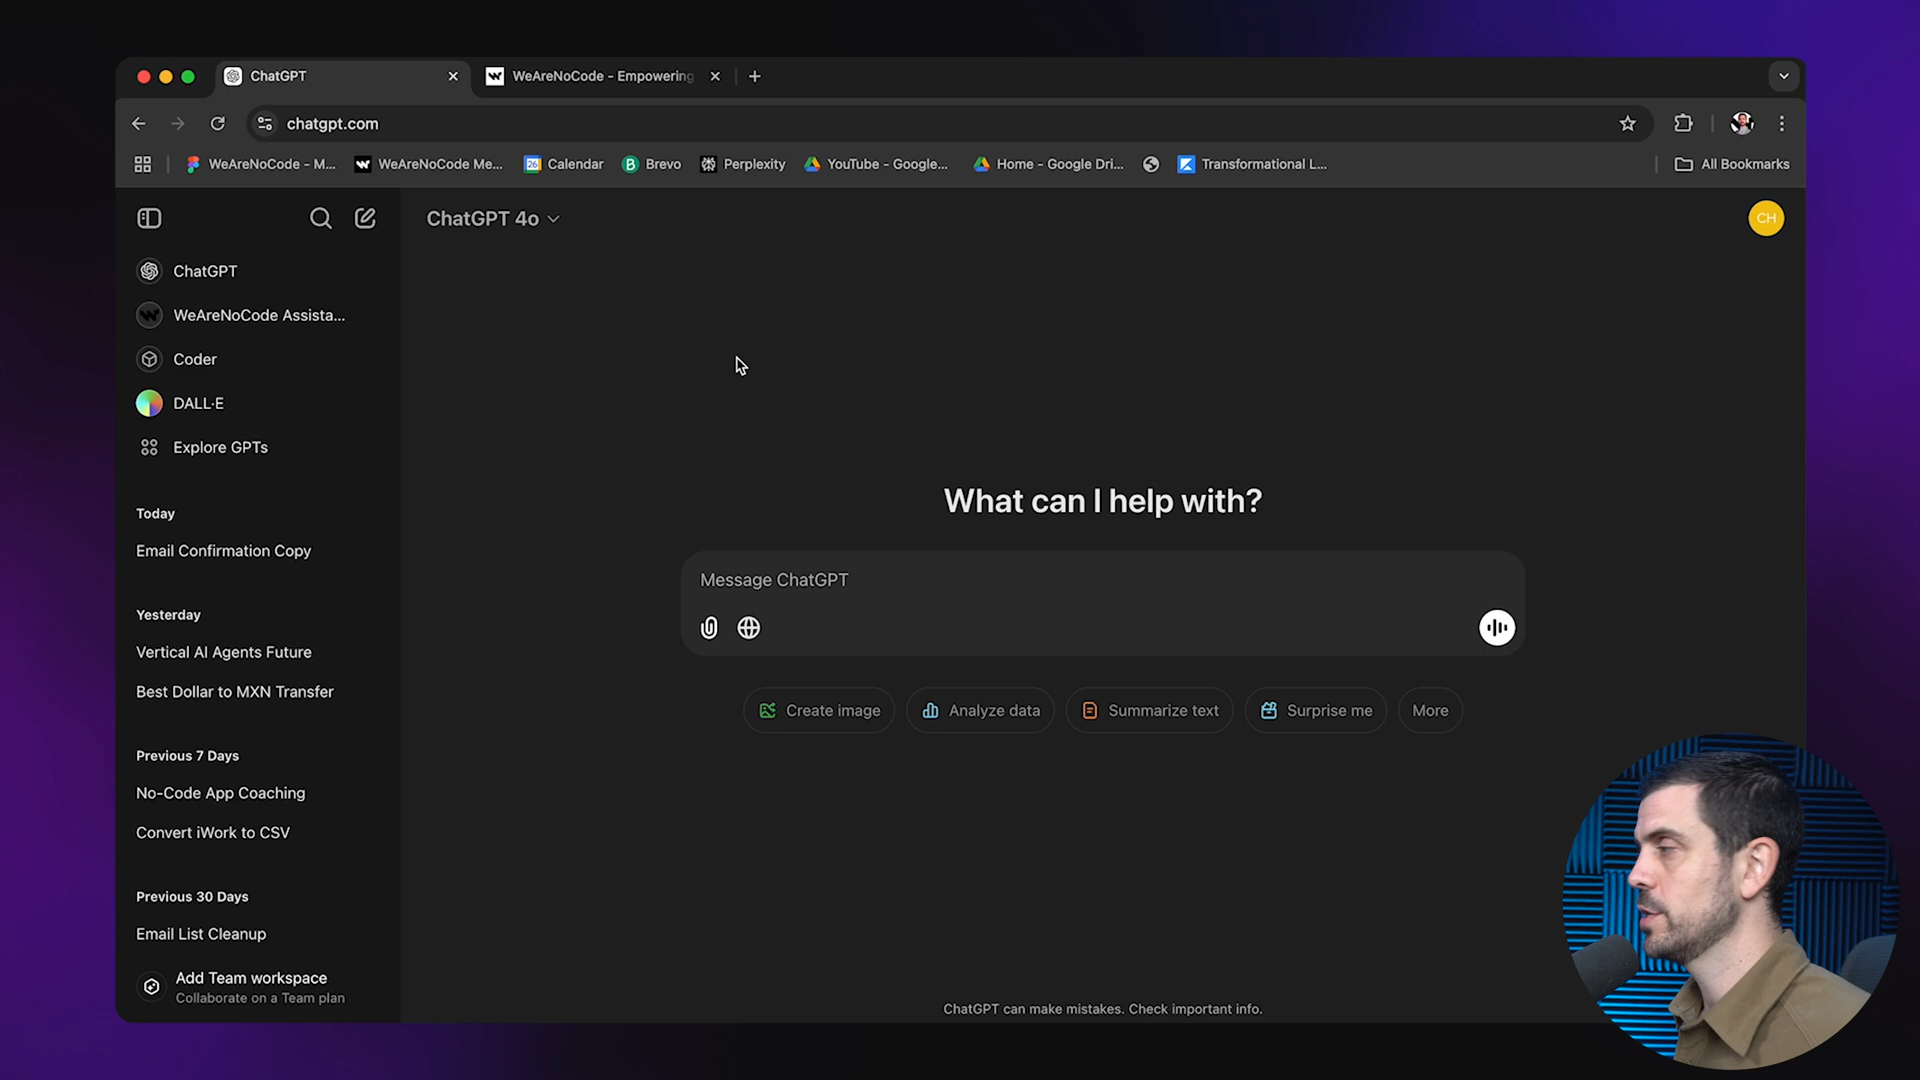 ChatGPT
WeAreNoCode - Empowering
chatgpt.com
WeAreNoCode - M...
WeAreNoCode Me...
26
Calendar
B
Brevo
Perplexity
YouTube - Google...
Home - Google Dri...
Transformational L...
All Bookmarks
ChatGPT 4o
CH
ChatGPT
WeAreNoCode Assista...
Coder
DALL·E
Explore GPTs
Today
Email Confirmation Copy
Yesterday
Vertical AI Agents Future
Best Dollar to MXN Transfer
Previous 7 Days
No-Code App Coaching
Convert iWork to CSV
Previous 30 Days
Email List Cleanup
Add Team workspace
Collaborate on a Team plan
What can I help with?
Message ChatGPT
Create image
Analyze data
Summarize text
Surprise me
More
ChatGPT can make mistakes. Check important info.